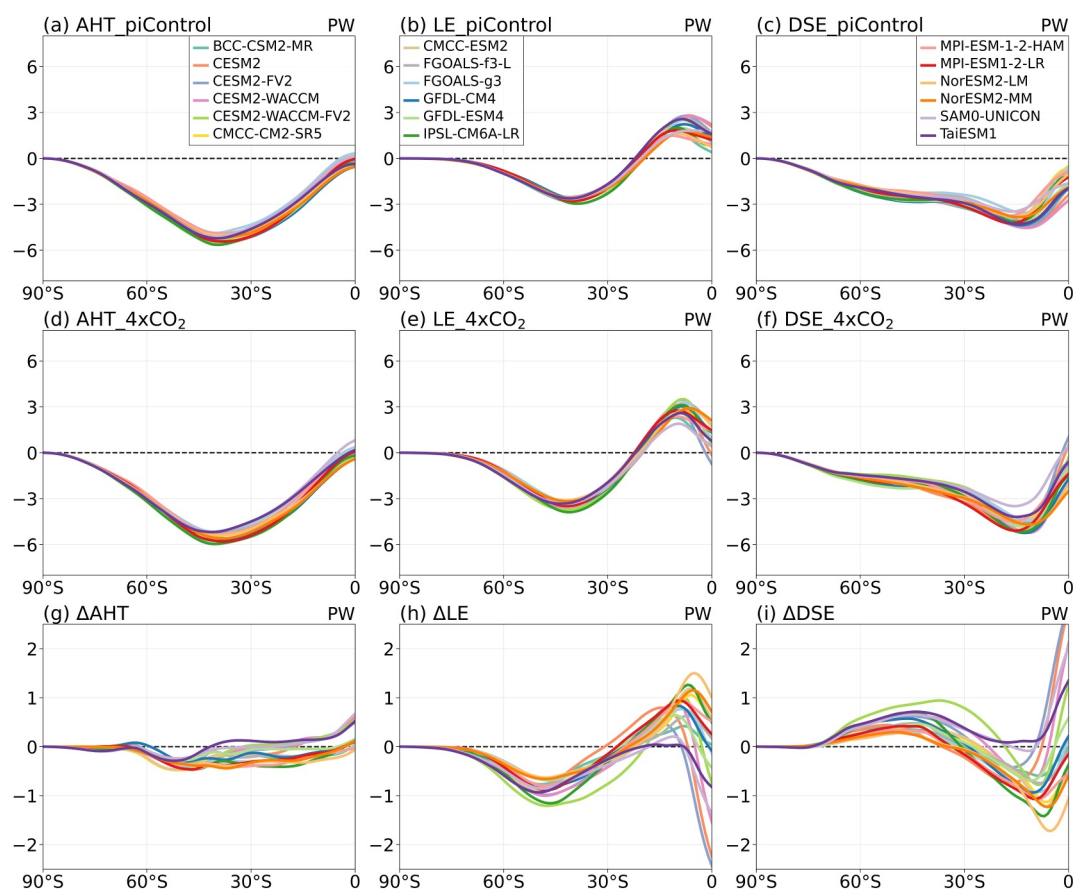 (a) AHT_piControl PW (b) LE_piControl PW (c) DSE_piControl PW
BCC-CSM2-MR
CESM2
CESM2-FV2
CESM2-WACCM
CESM2-WACCM-FV2
CMCC-CM2-SR5
CMCC-ESM2
FGOALS-f3-L
FGOALS-g3
GFDL-CM4
GFDL-ESM4
IPSL-CM6A-LR
MPI-ESM-1-2-HAM
MPI-ESM1-2-LR
NorESM2-LM
NorESM2-MM
SAM0-UNICON
TaiESM1
6
3
0
−3
−6
90°S 60°S 30°S 0
6
3
0
−3
−6
90°S 60°S 30°S 0
6
3
0
−3
−6
90°S 60°S 30°S 0
(d) AHT_4xCO₂ PW (e) LE_4xCO₂ PW (f) DSE_4xCO₂ PW
6
3
0
−3
−6
90°S 60°S 30°S 0
6
3
0
−3
−6
90°S 60°S 30°S 0
6
3
0
−3
−6
90°S 60°S 30°S 0
(g) ΔAHT PW (h) ΔLE PW (i) ΔDSE PW
2
1
0
−1
−2
90°S 60°S 30°S 0
2
1
0
−1
−2
90°S 60°S 30°S 0
2
1
0
−1
−2
90°S 60°S 30°S 0